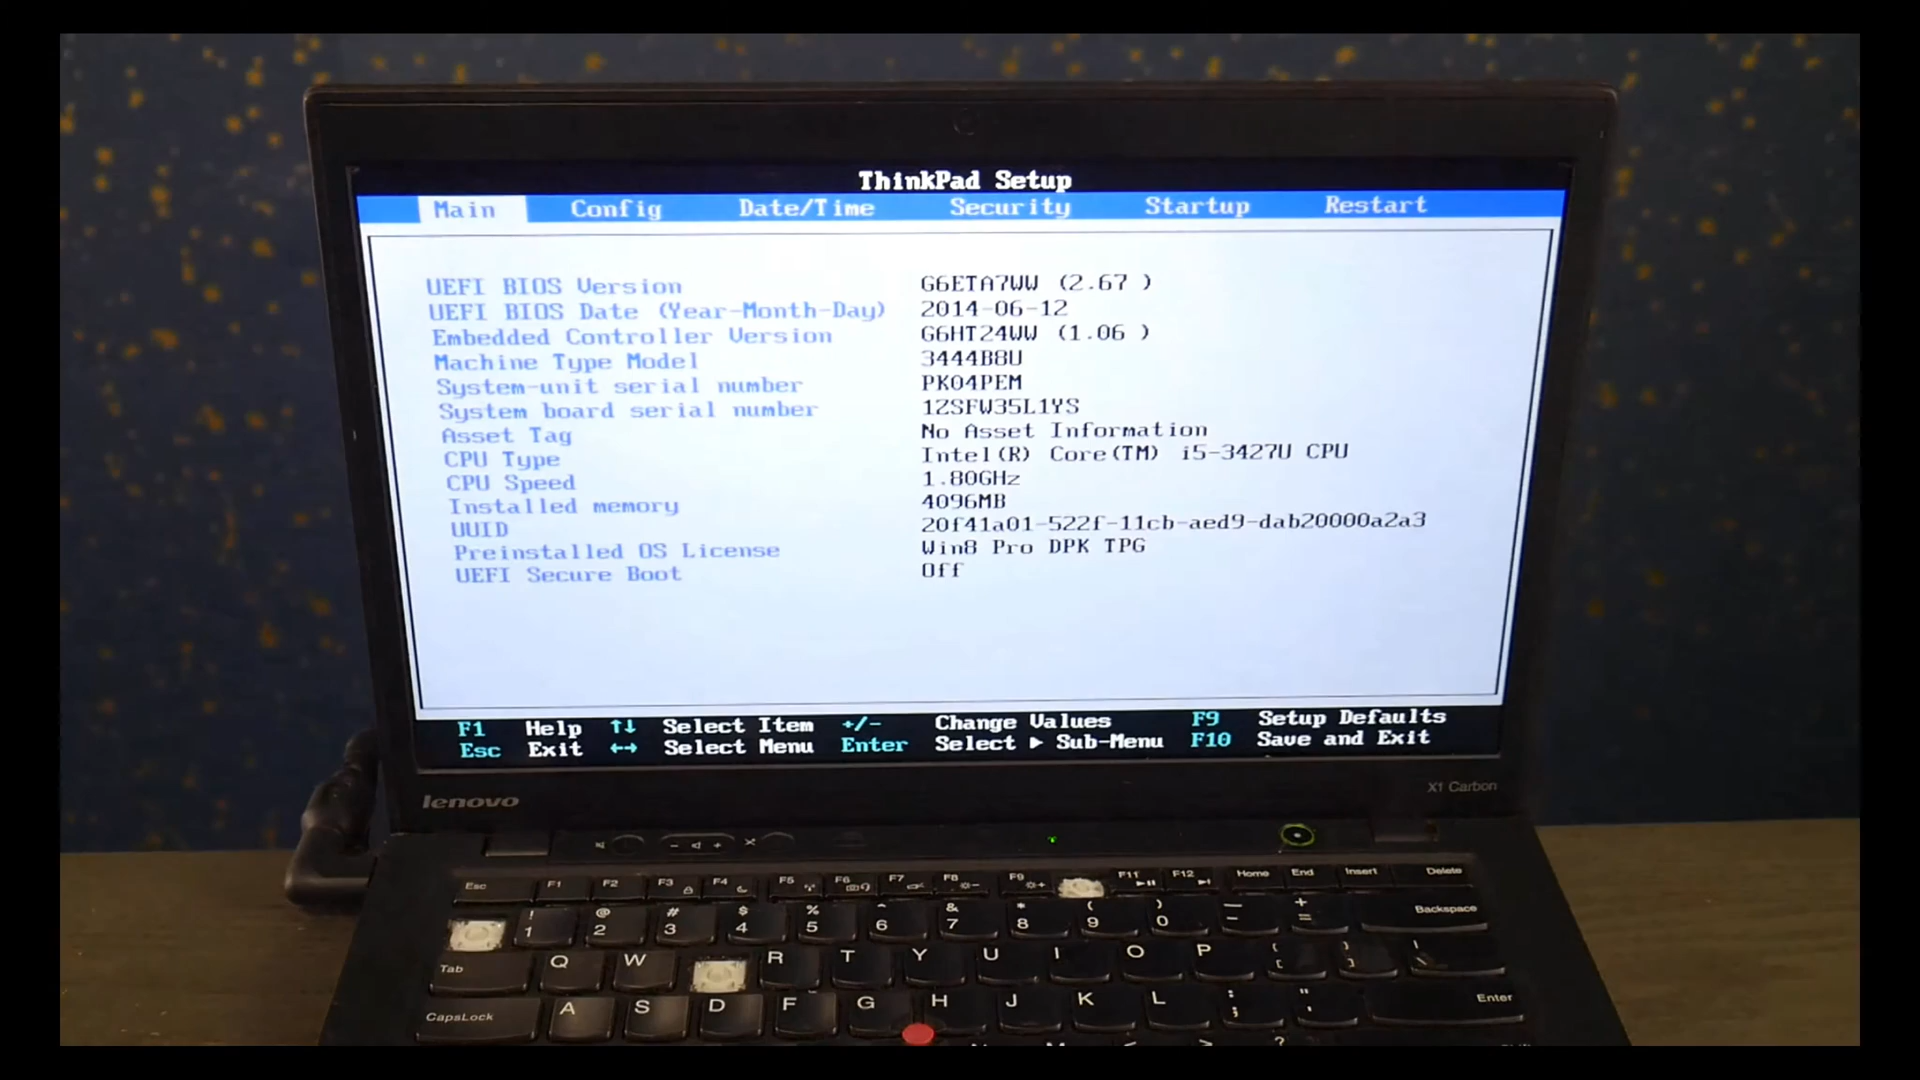 ThinkPad Setup
Main Config Date/Time Security Startup Restart
UEFI BIOS Version G6ETA7WW (2.67 )
UEFI BIOS Date (Year-Month-Day) 2014-06-12
Embedded Controller Version G6HT24WW (1.06 )
Machine Type Model 3444B8U
System-unit serial number PK04PEM
System board serial number 1ZSFW35L1YS
Asset Tag No Asset Information
CPU Type Intel(R) Core(TM) i5-3427U CPU
CPU Speed 1.80GHz
Installed memory 4096MB
UUID 20f41a01-522f-11cb-aed9-dab20000a2a3
Preinstalled OS License Win8 Pro DPK TPG
UEFI Secure Boot Off
F1 Help ↑↓ Select Item +/- Change Values F9 Setup Defaults
Esc Exit ←→ Select Menu Enter Select ▶ Sub-Menu F10 Save and Exit
lenovo X1 Carbon
Esc F1 F2 F3 F4 F5 F6 F7 F8 F9 F11 F12 Home End Insert Delete
! @ # $ % ^ & * ( ) — +
1 2 3 4 5 6 7 8 9 0 - = Backspace
Tab Q W R T Y U I O P { } |
[ ] \
CapsLock A S D F G H J K L : " Enter
; '
< > ?